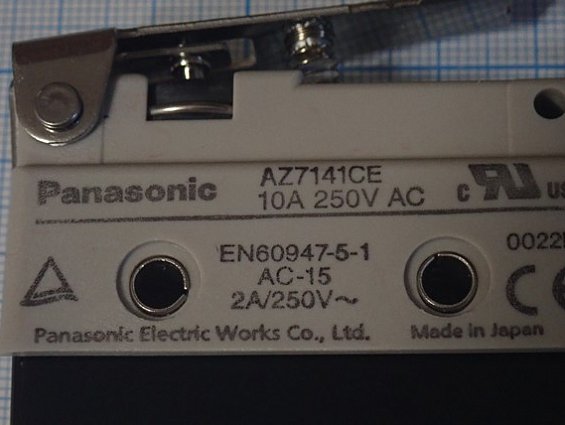 Panasonic
AZ7141CE
10A 250V AC
EN60947-5-1
AC-15
2A/250V~
Panasonic Electric Works Co., Ltd.
Made in Japan